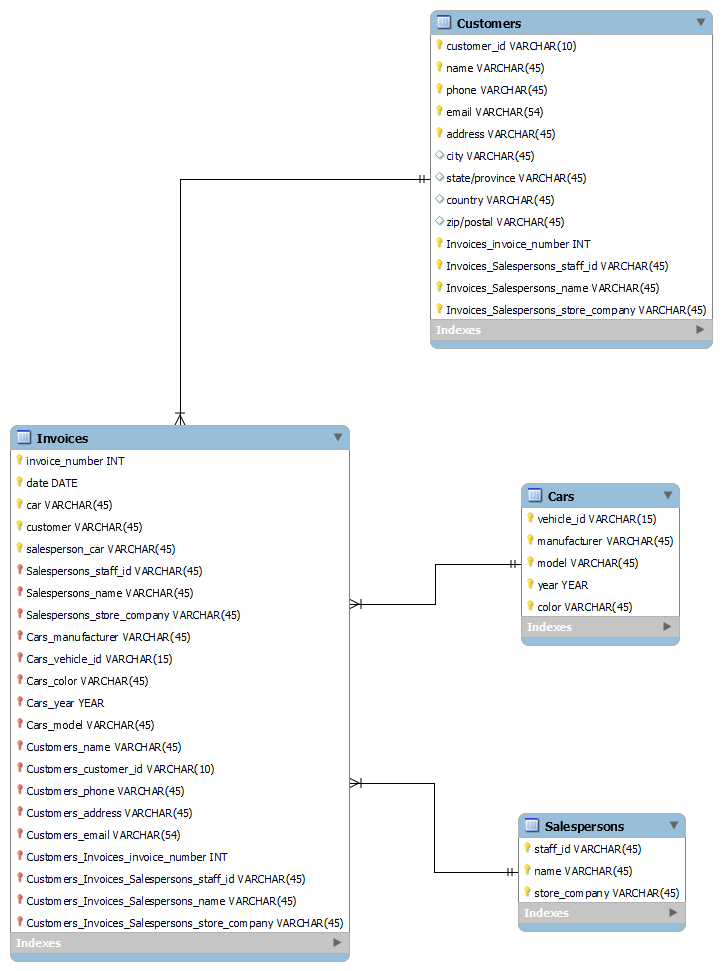 Customers
customer_id VARCHAR(10)
name VARCHAR(45)
phone VARCHAR(45)
email VARCHAR(54)
address VARCHAR(45)
city VARCHAR(45)
state/province VARCHAR(45)
country VARCHAR(45)
zip/postal VARCHAR(45)
Invoices_invoice_number INT
Invoices_Salespersons_staff_id VARCHAR(45)
Invoices_Salespersons_name VARCHAR(45)
Invoices_Salespersons_store_company VARCHAR(45)
Indexes
Invoices
invoice_number INT
date DATE
car VARCHAR(45)
customer VARCHAR(45)
salesperson_car VARCHAR(45)
Salespersons_staff_id VARCHAR(45)
Salespersons_name VARCHAR(45)
Salespersons_store_company VARCHAR(45)
Cars_manufacturer VARCHAR(45)
Cars_vehicle_id VARCHAR(15)
Cars_color VARCHAR(45)
Cars_year YEAR
Cars_model VARCHAR(45)
Customers_name VARCHAR(45)
Customers_customer_id VARCHAR(10)
Customers_phone VARCHAR(45)
Customers_address VARCHAR(45)
Customers_email VARCHAR(54)
Customers_Invoices_invoice_number INT
Customers_Invoices_Salespersons_staff_id VARCHAR(45)
Customers_Invoices_Salespersons_name VARCHAR(45)
Customers_Invoices_Salespersons_store_company VARCHAR(45)
Indexes
Cars
vehicle_id VARCHAR(15)
manufacturer VARCHAR(45)
model VARCHAR(45)
year YEAR
color VARCHAR(45)
Indexes
Salespersons
staff_id VARCHAR(45)
name VARCHAR(45)
store_company VARCHAR(45)
Indexes